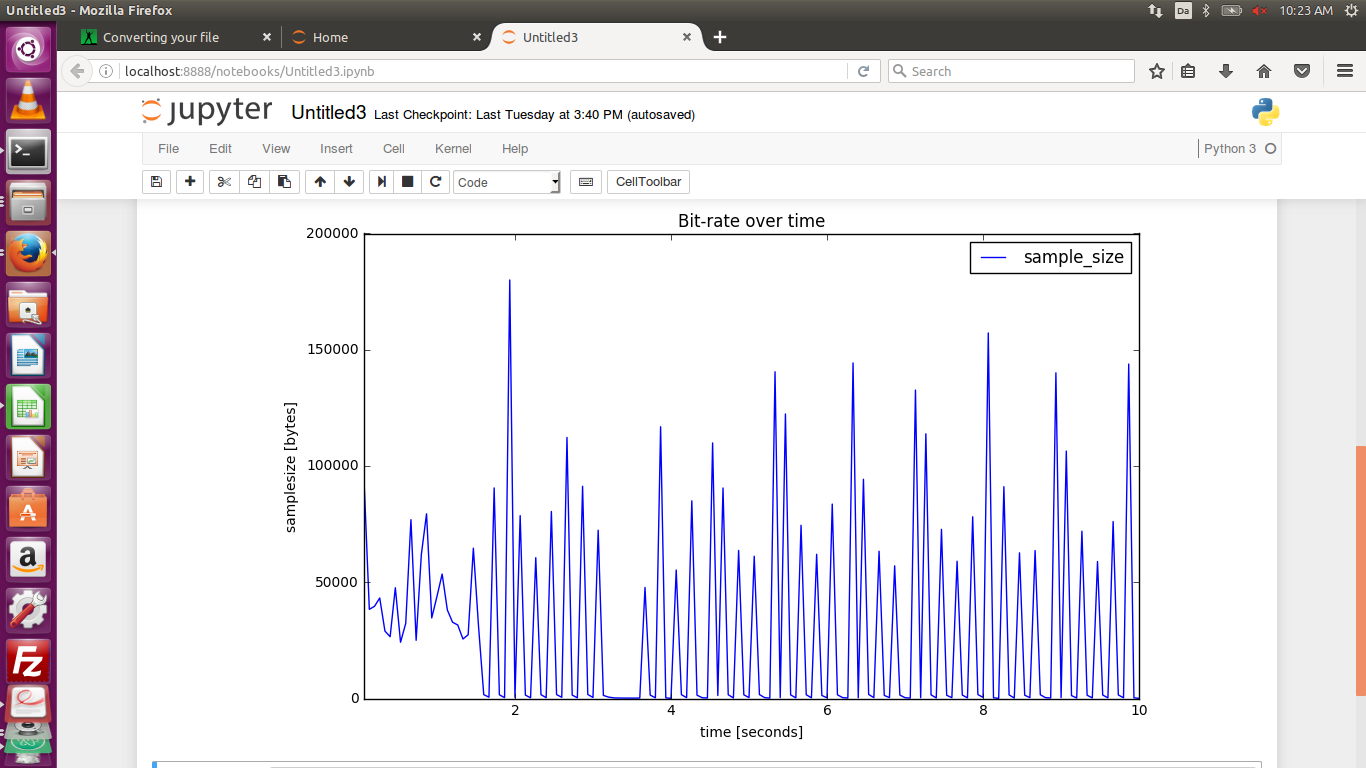 Untitled3 - Mozilla Firefox
Da
10:23 AM
Converting your file
Home
Untitled3
localhost:8888/notebooks/Untitled3.ipynb
Search
jupyter Untitled3 Last Checkpoint: Last Tuesday at 3:40 PM (autosaved)
File Edit View Insert Cell Kernel Help
Python 3
Code
CellToolbar
Bit-rate over time
200000
150000
100000
50000
0
samplesize [bytes]
sample_size
2 4 6 8 10
time [seconds]
>_
A
a
Fz